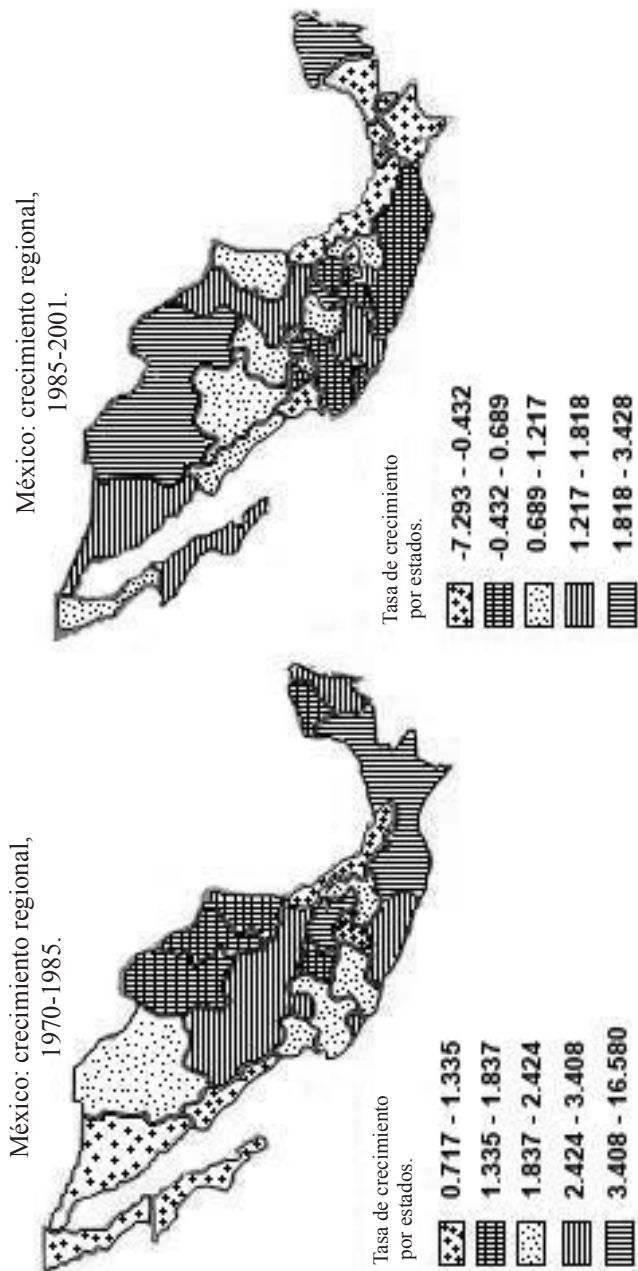 México: crecimiento regional,
1970-1985.
Tasa de crecimiento
por estados.
0.717 - 1.335
1.335 - 1.837
1.837 - 2.424
2.424 - 3.408
3.408 - 16.580
México: crecimiento regional,
1985-2001.
Tasa de crecimiento
por estados.
-7.293 - -0.432
-0.432 - 0.689
0.689 - 1.217
1.217 - 1.818
1.818 - 3.428